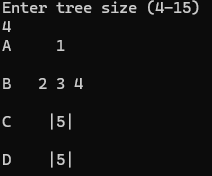 Enter tree size (4-15)
4
A     1
B   2 3 4
C    |5|
D    |5|